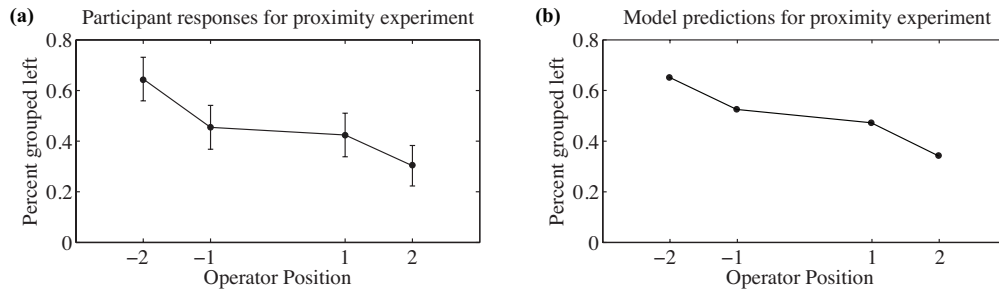 (a) Participant responses for proximity experiment
Percent grouped left
0.8
0.6
0.4
0.2
0
−2 −1 1 2
Operator Position
(b) Model predictions for proximity experiment
Percent grouped left
0.8
0.6
0.4
0.2
0
−2 −1 1 2
Operator Position